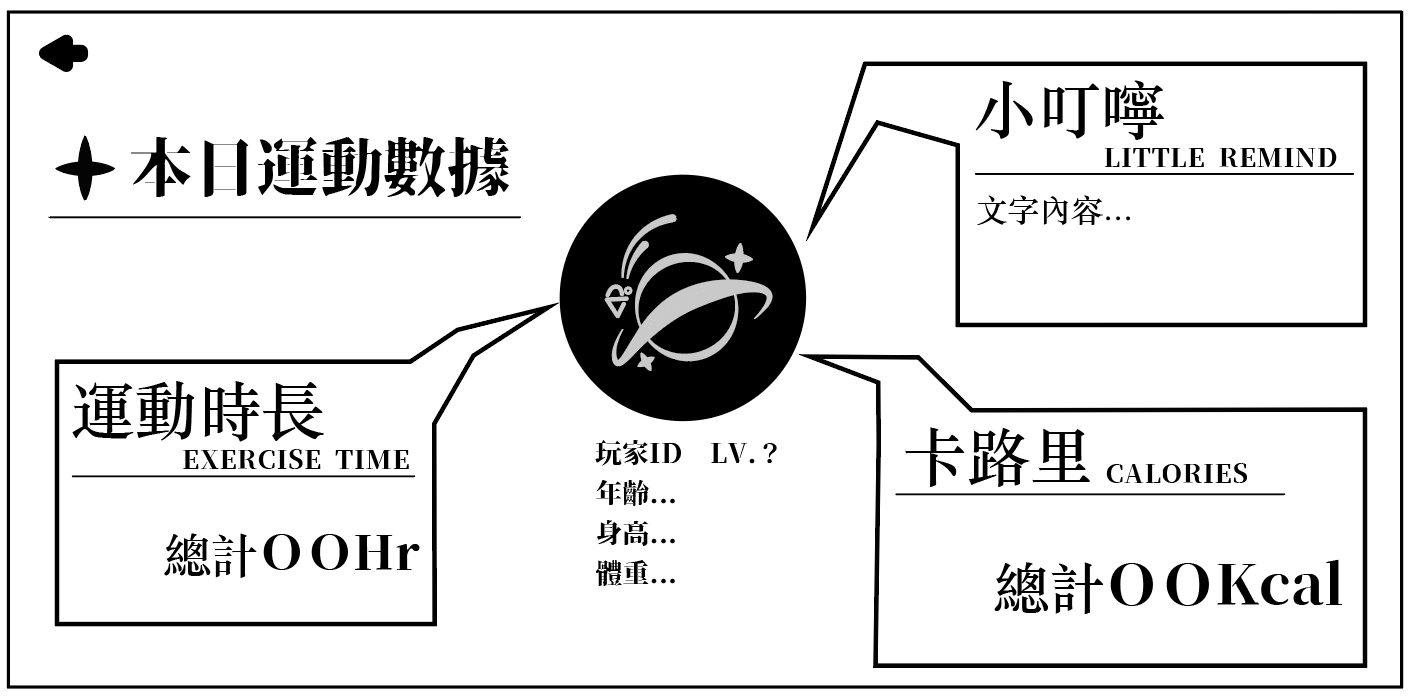 本日運動數據
小叮嚀
LITTLE REMIND
文字內容...
運動時長
EXERCISE TIME
總計OOHr
玩家ID LV.?
年齡...
身高...
體重...
卡路里 CALORIES
總計OOKcal